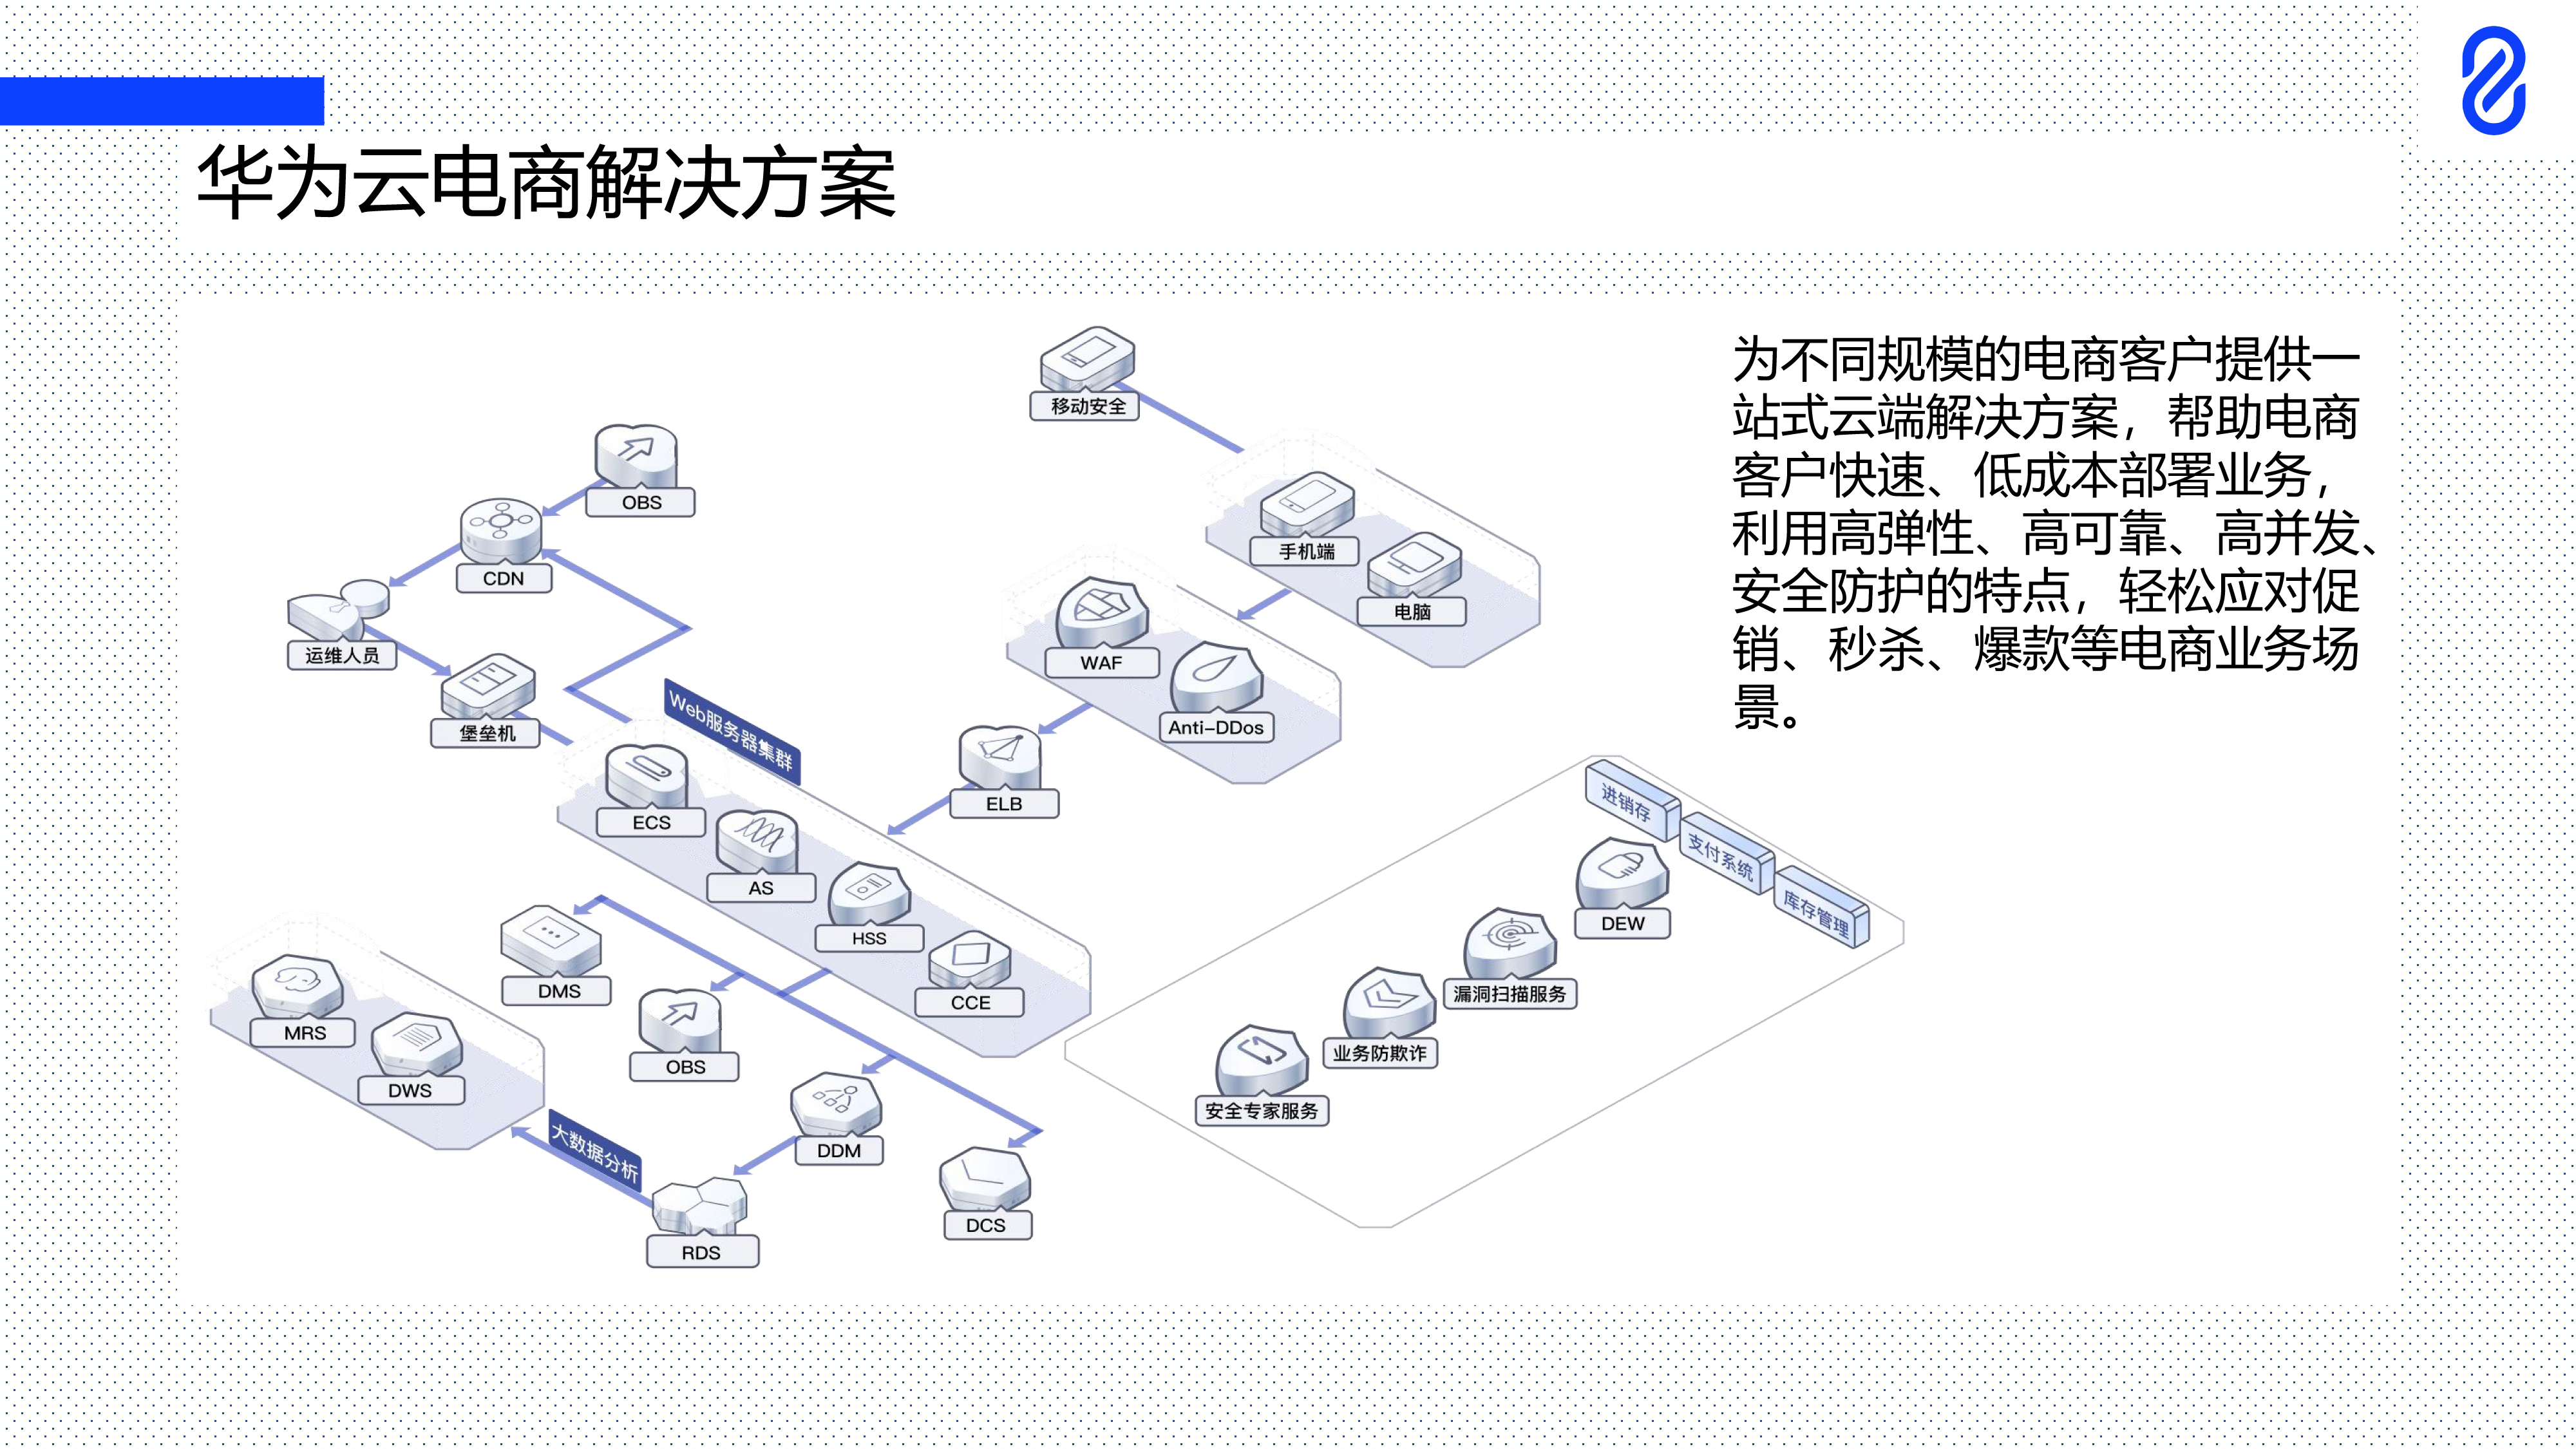 华为云电商解决方案
为不同规模的电商客户提供一
站式云端解决方案，帮助电商
客户快速、低成本部署业务，
利用高弹性、高可靠、高并发、
安全防护的特点，轻松应对促
销、秒杀、爆款等电商业务场
景。
移动安全
OBS
手机端
CDN
电脑
运维人员
WAF
堡垒机
Web服务器集群
Anti-DDos
ELB
ECS
进销存
支付系统
库存管理
AS
DEW
HSS
漏洞扫描服务
DMS
CCE
MRS
业务防欺诈
OBS
DWS
安全专家服务
大数据分析
DDM
DCS
RDS